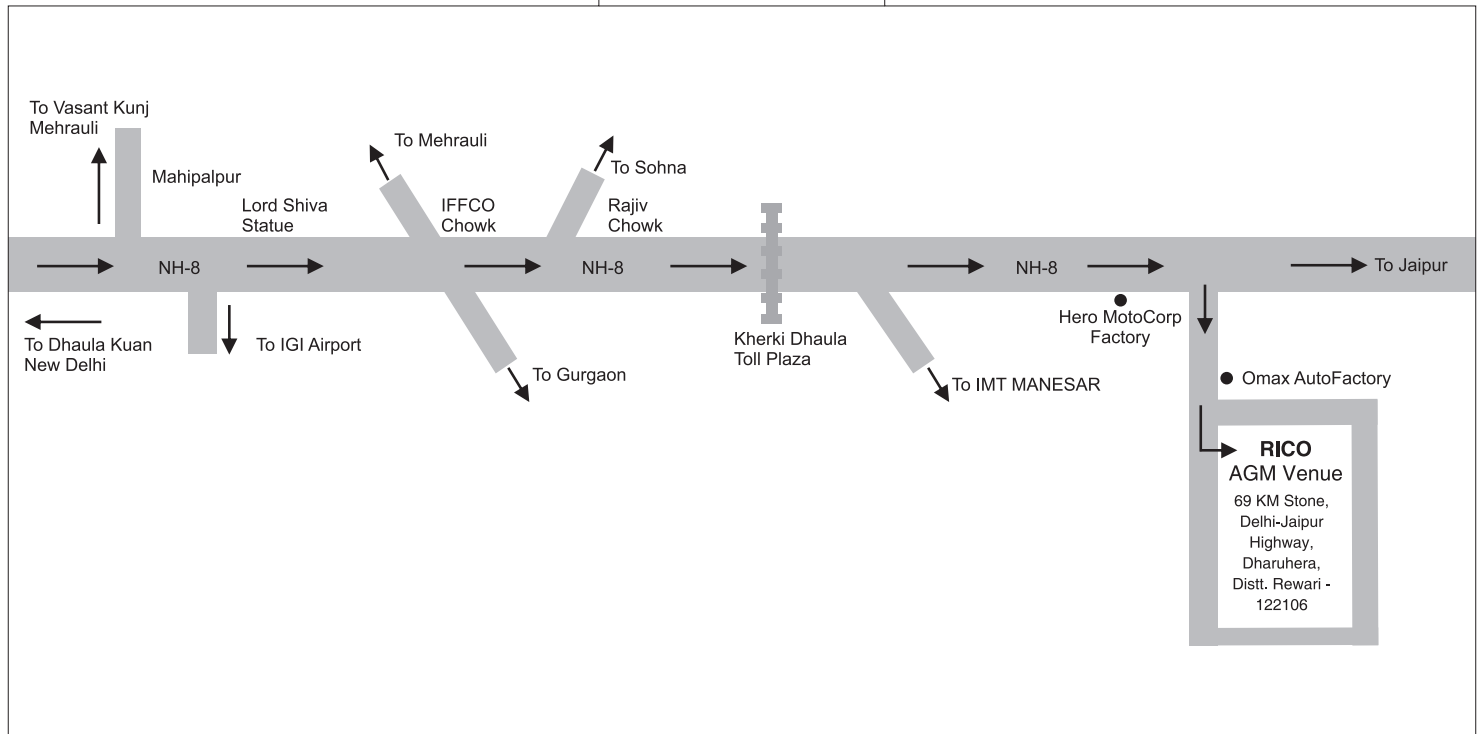 To Vasant Kunj
Mehrauli
Mahipalpur
Lord Shiva
Statue
To Mehrauli
IFFCO
Chowk
To Sohna
Rajiv
Chowk
NH-8
NH-8
NH-8
To Jaipur
To Dhaula Kuan
New Delhi
To IGI Airport
To Gurgaon
Kherki Dhaula
Toll Plaza
To IMT MANESAR
Hero MotoCorp
Factory
Omax AutoFactory
RICO
AGM Venue
69 KM Stone,
Delhi-Jaipur
Highway,
Dharuhera,
Distt. Rewari -
122106